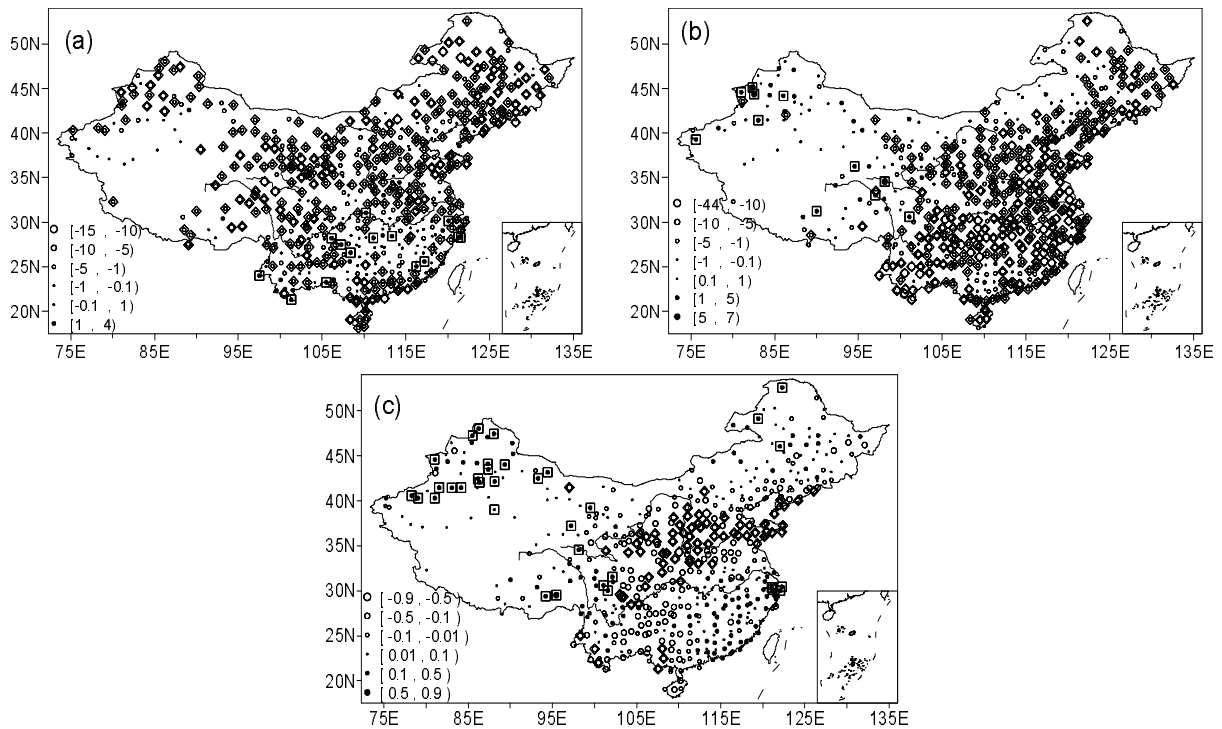 (a)
50N
45N
40N
35N
30N
25N
20N
[-15 , -10)
[-10 , -5)
[-5 , -1)
[-1 , -0.1)
[-0.1 , 1)
[1 , 4)
75E 85E 95E 105E 115E 125E 135E
(b)
50N
45N
40N
35N
30N
25N
20N
[-44 , -10)
[-10 , -5)
[-5 , -1)
[-1 , -0.1)
[0.1 , 1)
[1 , 5)
[5 , 7)
75E 85E 95E 105E 115E 125E 135E
(c)
50N
45N
40N
35N
30N
25N
20N
[-0.9 , -0.5)
[-0.5 , -0.1)
[-0.1 , -0.01)
[0.01 , 0.1)
[0.1 , 0.5)
[0.5 , 0.9)
75E 85E 95E 105E 115E 125E 135E